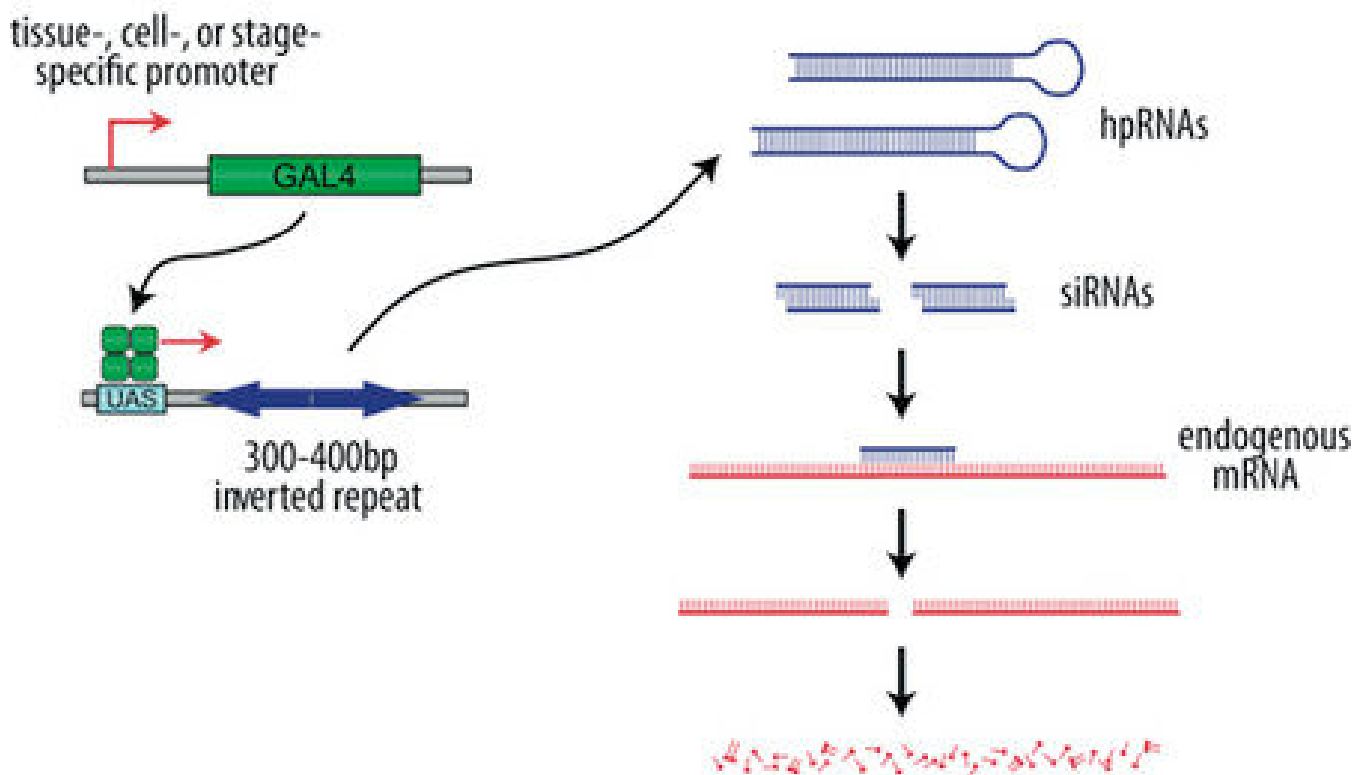 tissue-, cell-, or stage-
specific promoter
GAL4
UAS
300-400bp
inverted repeat
hpRNAs
siRNAs
endogenous
mRNA